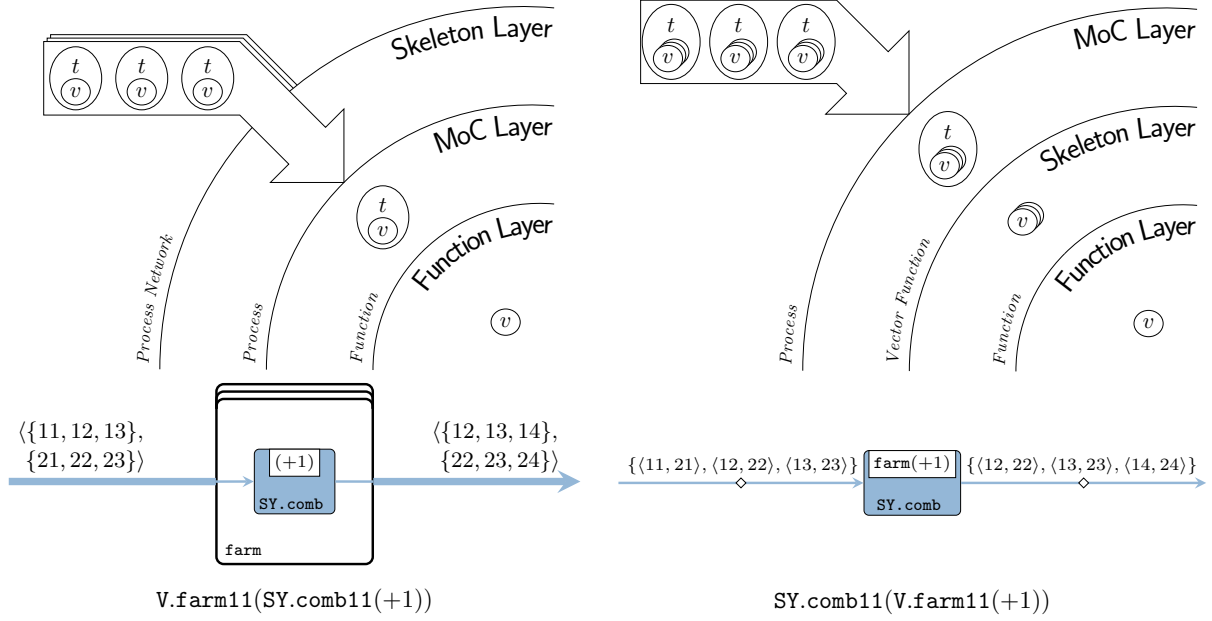 Skeleton Layer
t t t
v v v
MoC Layer
t
v
Function Layer
v
Process Network
Process
Function
⟨{11, 12, 13},
{21, 22, 23}⟩
(+1)
SY.comb
farm
⟨{12, 13, 14},
{22, 23, 24}⟩
V.farm11(SY.comb11(+1))
MoC Layer
t t t
v v v
Skeleton Layer
t
v
v
Function Layer
v
Process
Vector Function
Function
{⟨11, 21⟩, ⟨12, 22⟩, ⟨13, 23⟩}
farm(+1)
SY.comb
{⟨12, 22⟩, ⟨13, 23⟩, ⟨14, 24⟩}
SY.comb11(V.farm11(+1))